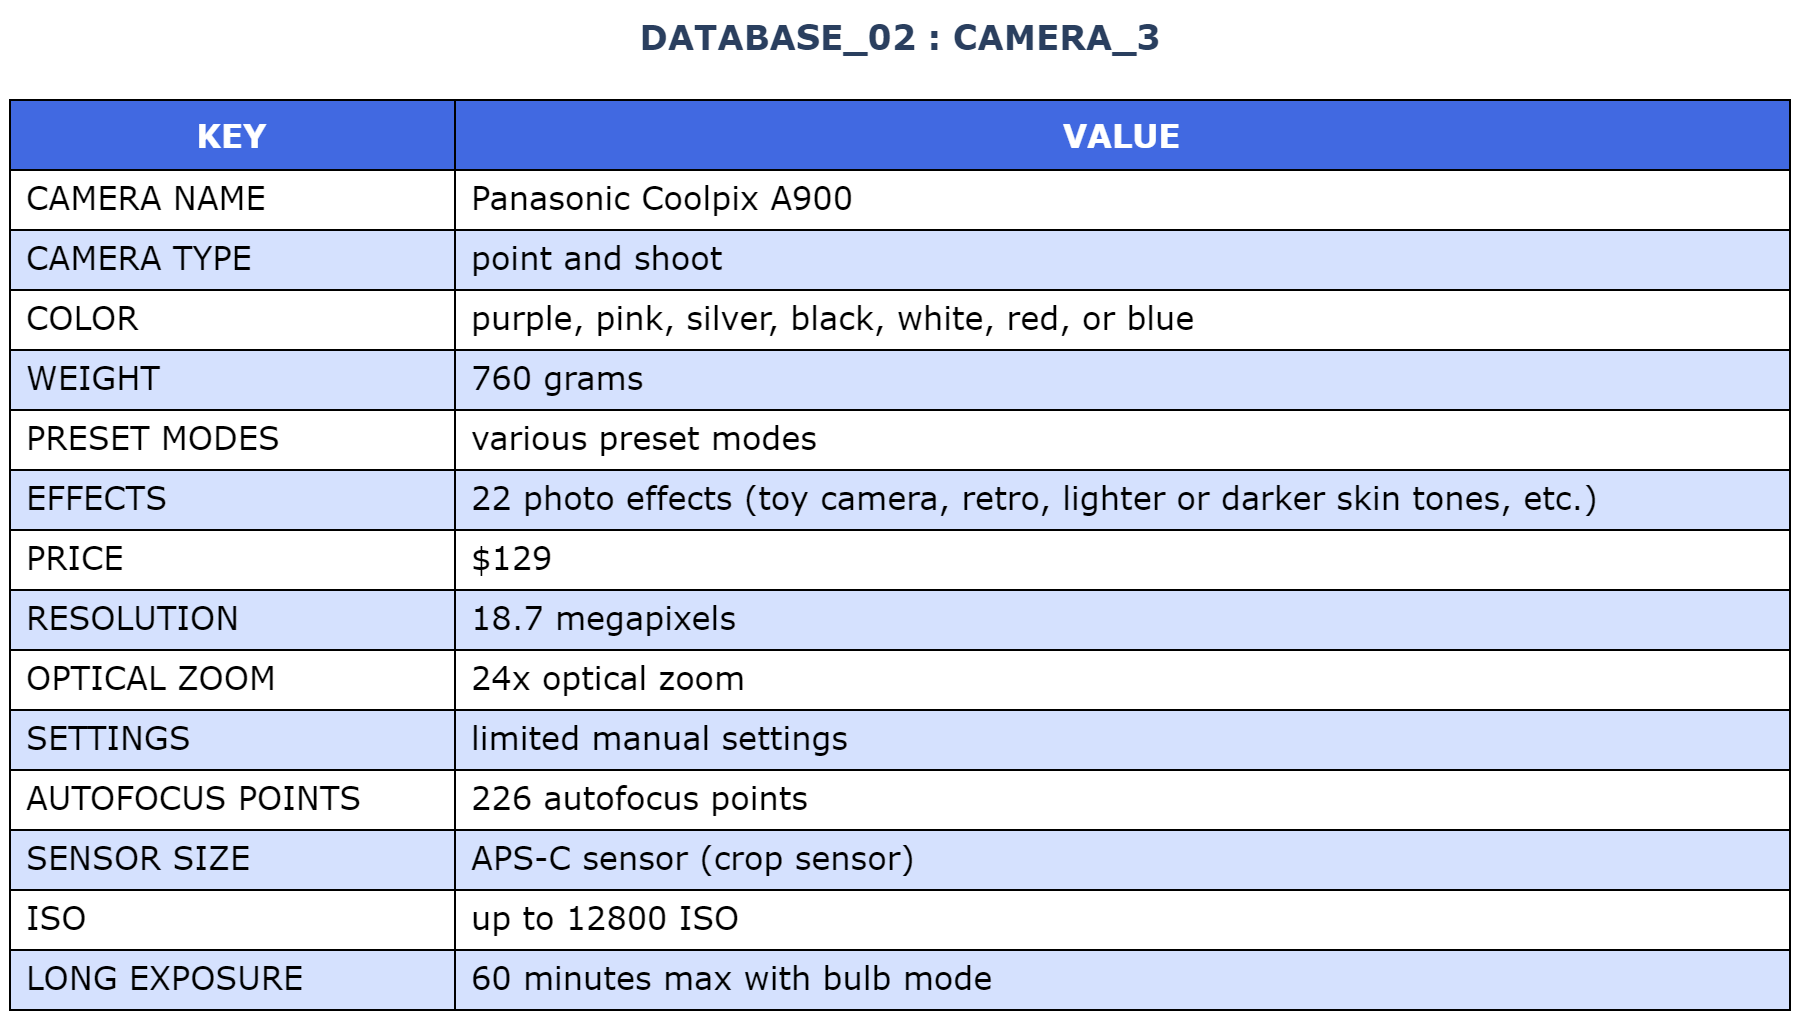 DATABASE_02 : CAMERA_3
KEY VALUE
CAMERA NAME Panasonic Coolpix A900
CAMERA TYPE point and shoot
COLOR purple, pink, silver, black, white, red, or blue
WEIGHT 760 grams
PRESET MODES various preset modes
EFFECTS 22 photo effects (toy camera, retro, lighter or darker skin tones, etc.)
PRICE $129
RESOLUTION 18.7 megapixels
OPTICAL ZOOM 24x optical zoom
SETTINGS limited manual settings
AUTOFOCUS POINTS 226 autofocus points
SENSOR SIZE APS-C sensor (crop sensor)
ISO up to 12800 ISO
LONG EXPOSURE 60 minutes max with bulb mode